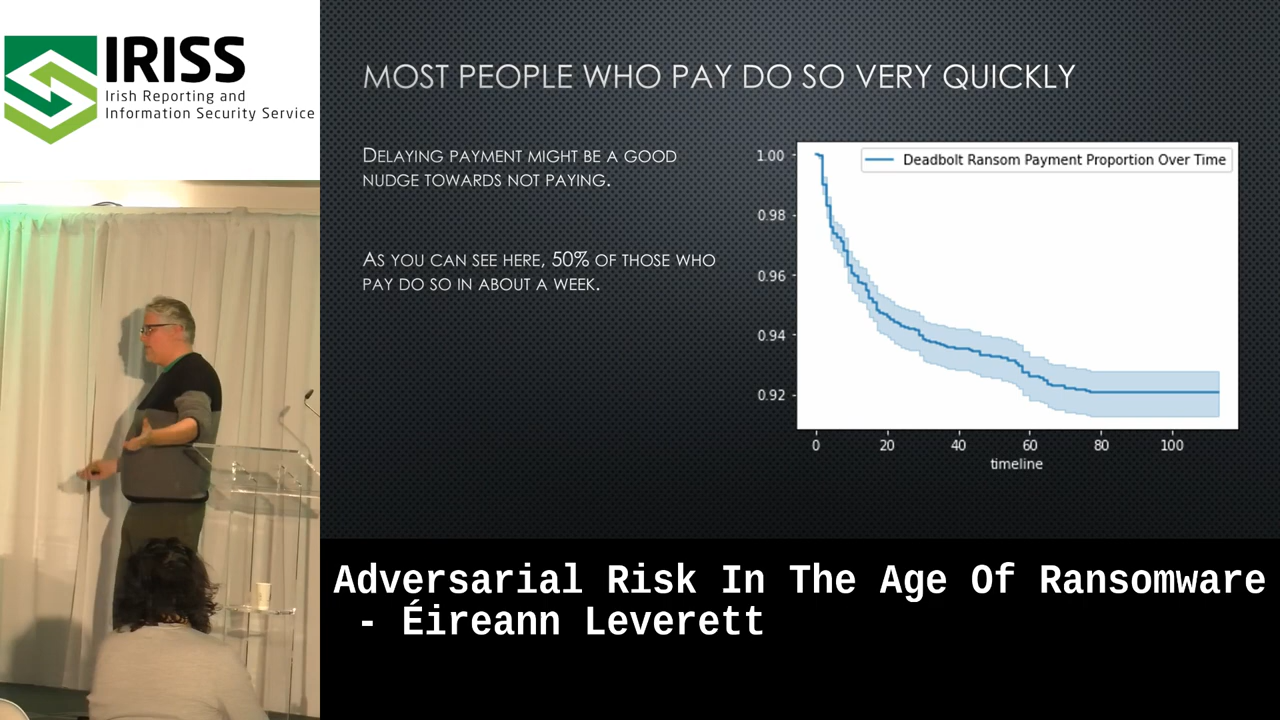 IRISS
Irish Reporting and
Information Security Service
MOST PEOPLE WHO PAY DO SO VERY QUICKLY
DELAYING PAYMENT MIGHT BE A GOOD
NUDGE TOWARDS NOT PAYING.
AS YOU CAN SEE HERE, 50% OF THOSE WHO
PAY DO SO IN ABOUT A WEEK.
Deadbolt Ransom Payment Proportion Over Time
1.00
0.98
0.96
0.94
0.92
0 20 40 60 80 100
timeline
Adversarial Risk In The Age Of Ransomware
- Éireann Leverett